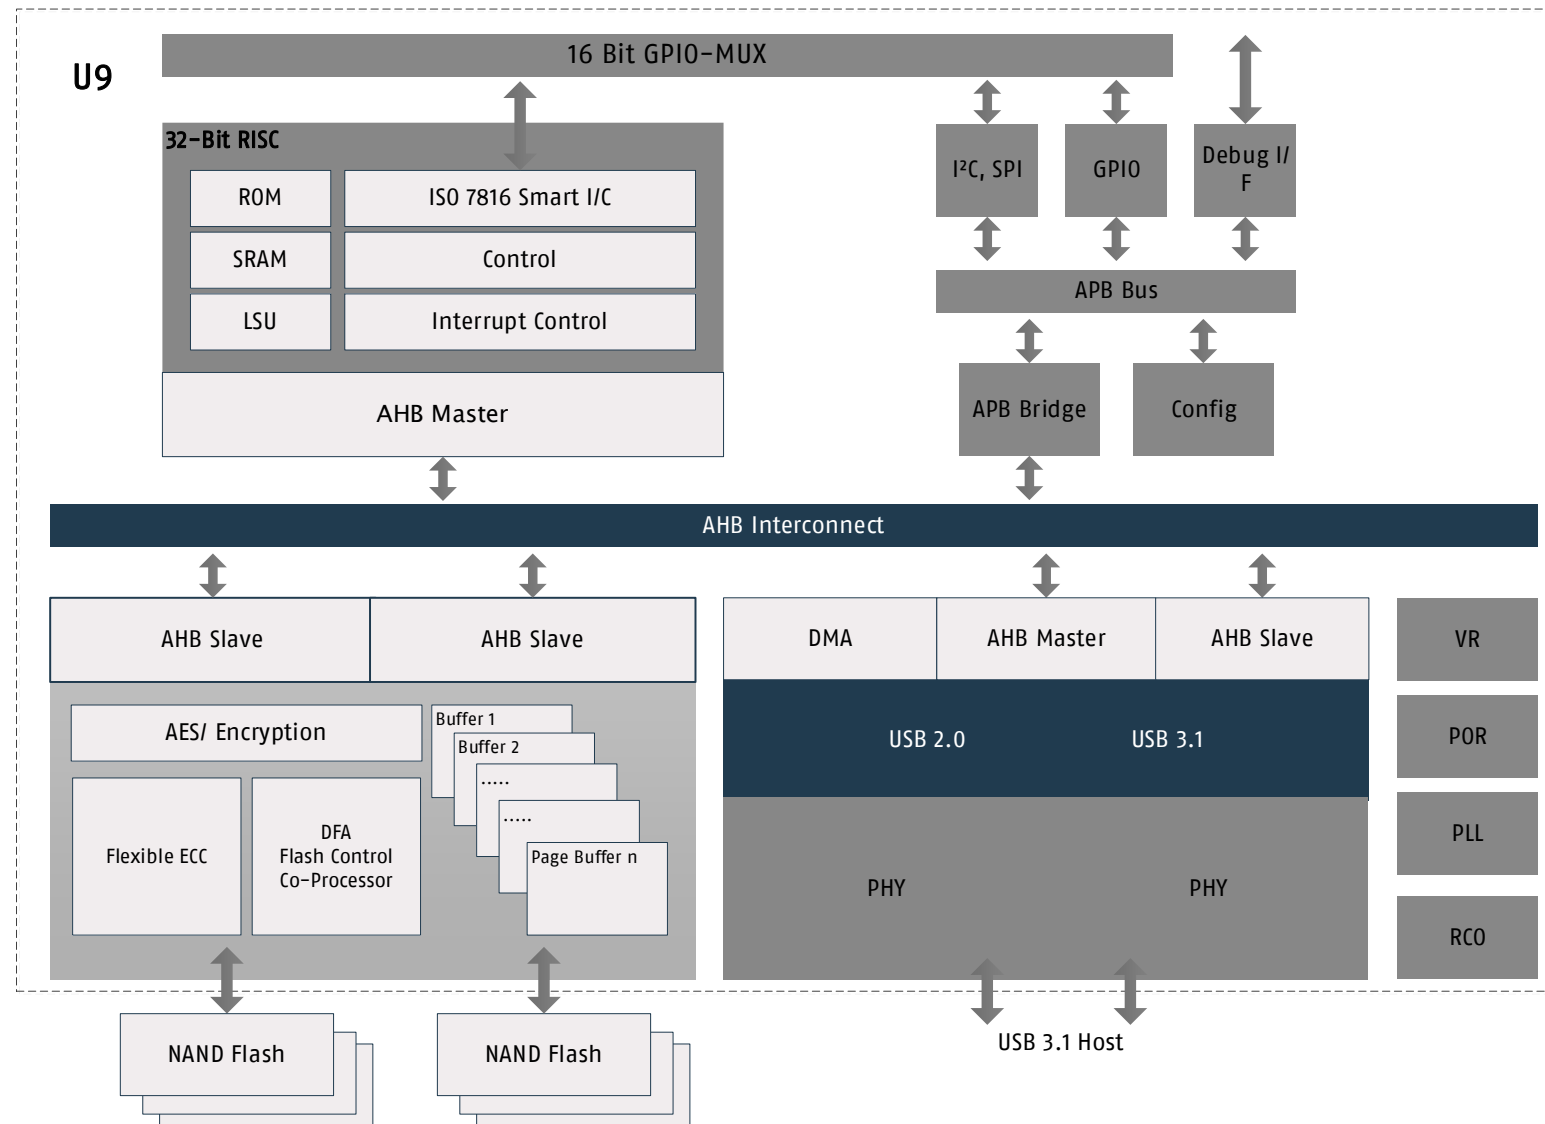 U9
16 Bit GPIO-MUX
32-Bit RISC
ROM
ISO 7816 Smart I/C
SRAM
Control
LSU
Interrupt Control
AHB Master
I²C, SPI
GPIO
Debug I/
F
APB Bus
APB Bridge
Config
AHB Interconnect
AHB Slave
AHB Slave
DMA
AHB Master
AHB Slave
VR
AES/ Encryption
Buffer 1
Buffer 2
.....
.....
Page Buffer n
Flexible ECC
DFA
Flash Control
Co-Processor
USB 2.0
USB 3.1
POR
PLL
PHY
PHY
RCO
NAND Flash
NAND Flash
USB 3.1 Host